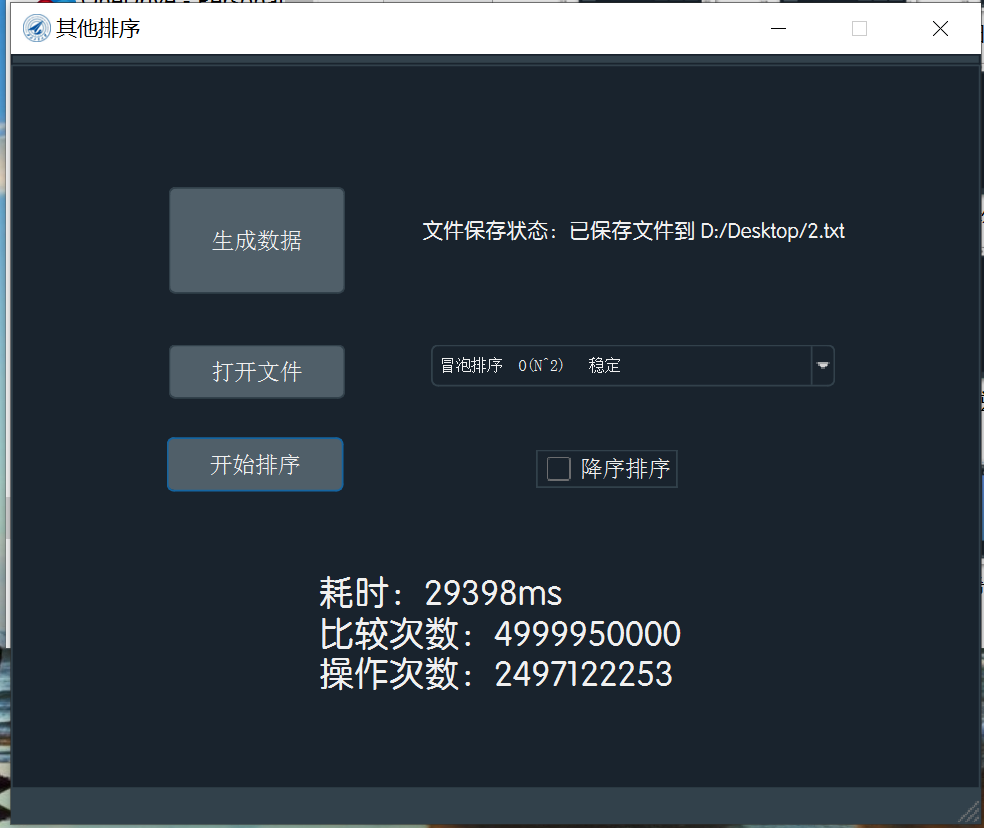 其他排序
生成数据
文件保存状态：已保存文件到 D:/Desktop/2.txt
打开文件
冒泡排序 O(N^2) 稳定
开始排序
降序排序
耗时：29398ms
比较次数：4999950000
操作次数：2497122253